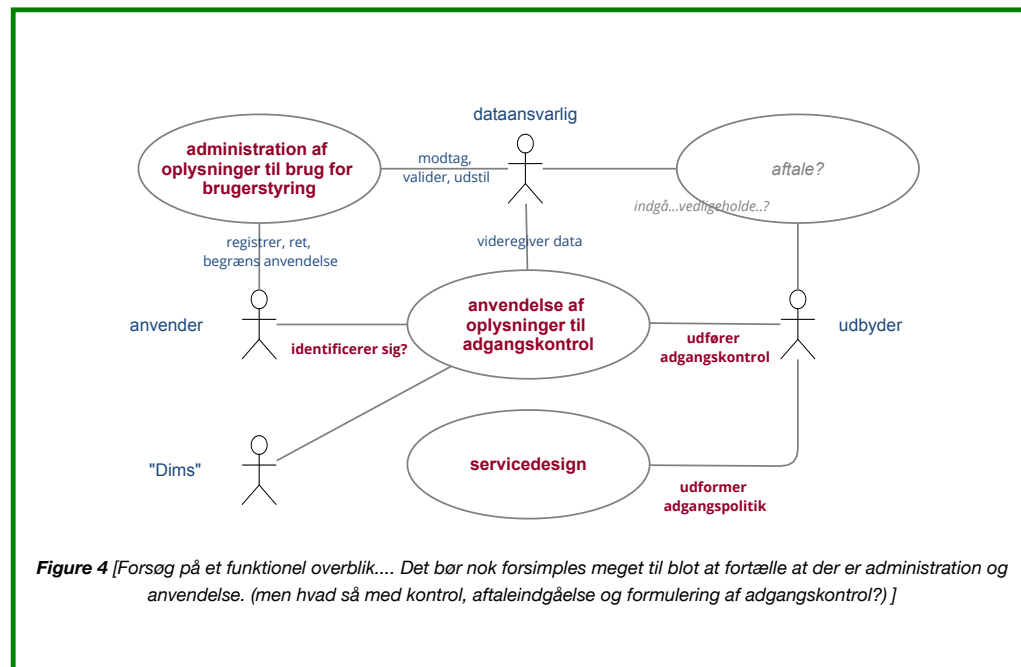 dataansvarlig
administration af
oplysninger til brug for
brugerstyring
modtag,
valider, udstil
aftale?
indgå...vedligeholde..?
registrer, ret,
begræns anvendelse
videregiver data
anvender
identificerer sig?
anvendelse af
oplysninger til
adgangskontrol
udfører
adgangskontrol
udbyder
"Dims"
servicedesign
udformer
adgangspolitik
Figure 4 [Forsøg på et funktionel overblik.... Det bør nok forsimples meget til blot at fortælle at der er administration og
anvendelse. (men hvad så med kontrol, aftaleindgåelse og formulering af adgangskontrol?) ]